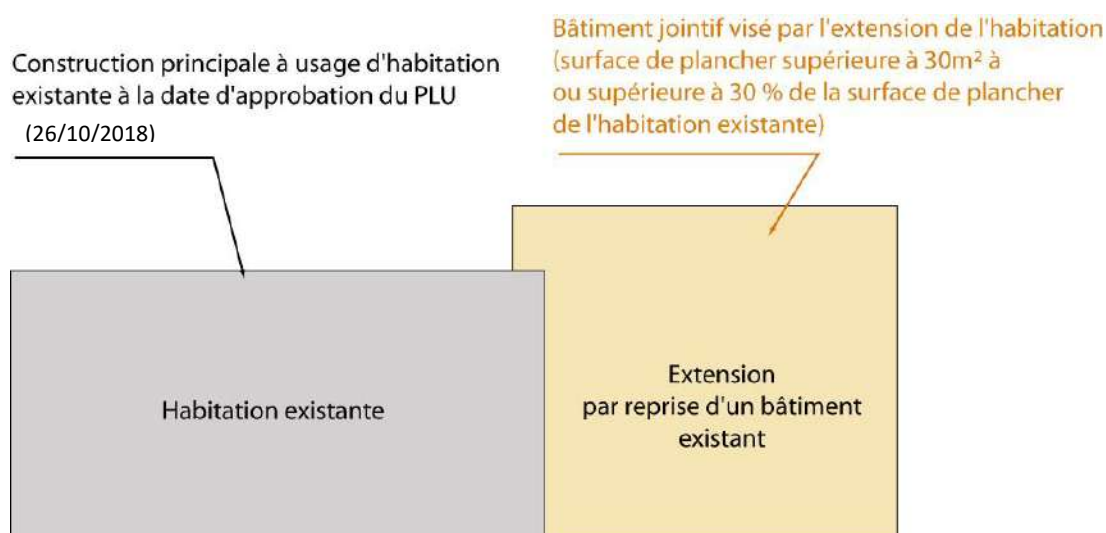 Construction principale à usage d'habitation
existante à la date d'approbation du PLU
(26/10/2018)
Bâtiment jointif visé par l'extension de l'habitation
(surface de plancher supérieure à 30m² à
ou supérieure à 30 % de la surface de plancher
de l'habitation existante)
Habitation existante
Extension
par reprise d'un bâtiment
existant